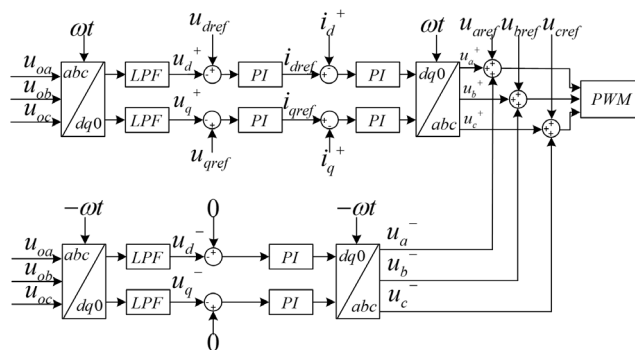 ωt u_dref i_d^+ ωt u_aref u_bref u_cref
u_oa abc LPF u_d^+ - + PI i_dref + + PI dq0 u_a^+ + +
u_ob u_b^+ + + PWM
u_oc dq0 LPF u_q^+ - + PI i_qref + + PI abc u_c^+ + +
u_qref i_q^+
-ωt 0 -ωt
u_oa abc LPF u_d^- - + PI dq0 u_a^-
u_ob u_b^-
u_oc dq0 LPF u_q^- - + PI abc u_c^-
0